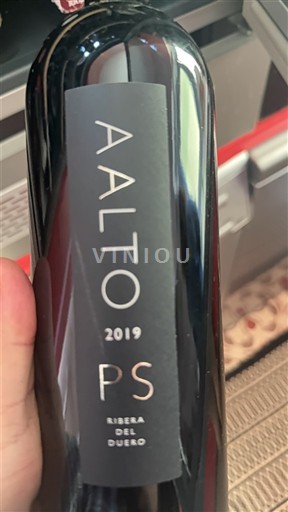 AALTO
VINIOU
2019
PS
RIBERA
DEL
DUERO